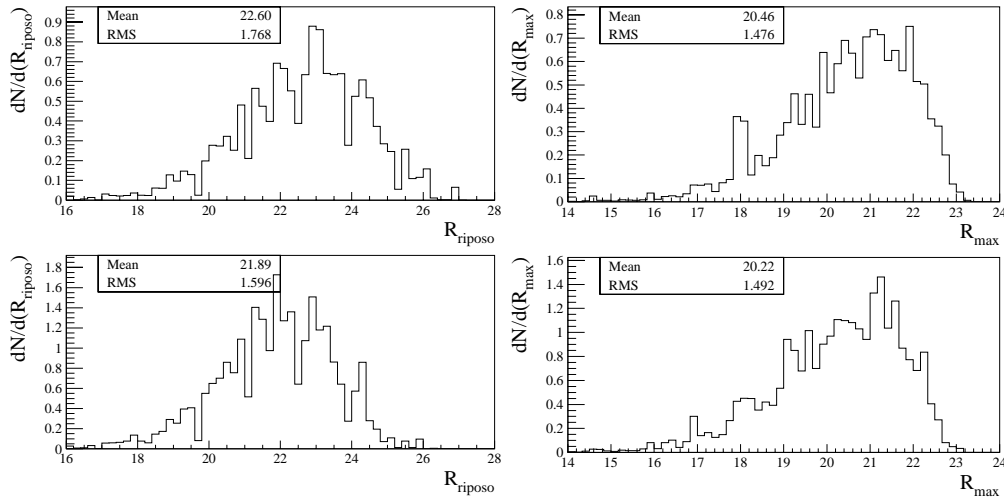 dN/d(R_riposo)
Mean 22.60
RMS 1.768
0.9
0.8
0.7
0.6
0.5
0.4
0.3
0.2
0.1
0
16 18 20 22 24 26 28
R_riposo
dN/d(R_max)
Mean 20.46
RMS 1.476
0.8
0.7
0.6
0.5
0.4
0.3
0.2
0.1
0
14 15 16 17 18 19 20 21 22 23 24
R_max
dN/d(R_riposo)
Mean 21.89
RMS 1.596
1.8
1.6
1.4
1.2
1
0.8
0.6
0.4
0.2
0
16 18 20 22 24 26 28
R_riposo
dN/d(R_max)
Mean 20.22
RMS 1.492
1.6
1.4
1.2
1
0.8
0.6
0.4
0.2
0
14 15 16 17 18 19 20 21 22 23 24
R_max